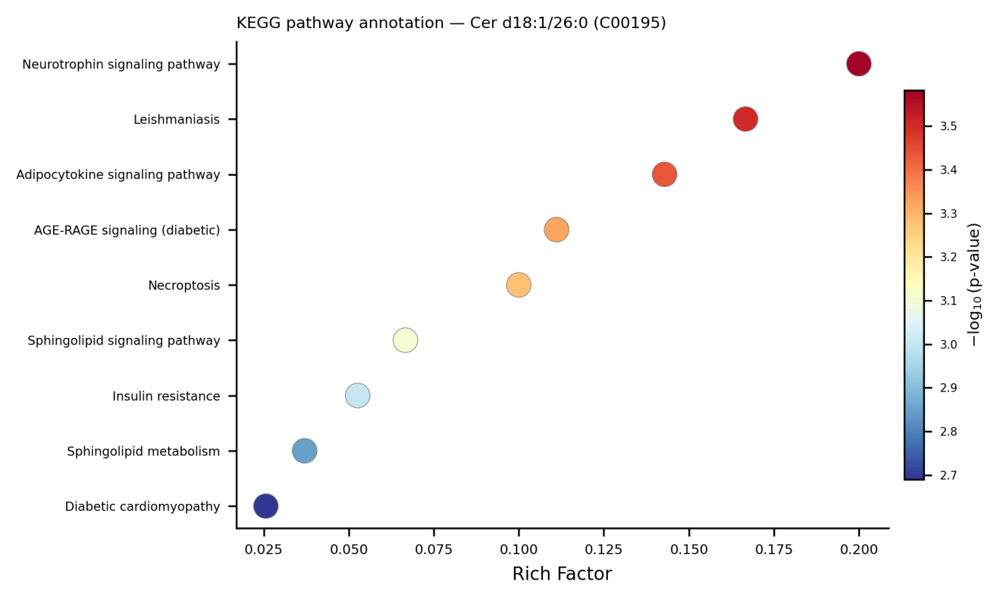 KEGG pathway annotation — Cer d18:1/26:0 (C00195)
Neurotrophin signaling pathway
Leishmaniasis
Adipocytokine signaling pathway
AGE-RAGE signaling (diabetic)
Necroptosis
Sphingolipid signaling pathway
Insulin resistance
Sphingolipid metabolism
Diabetic cardiomyopathy
0.025 0.050 0.075 0.100 0.125 0.150 0.175 0.200
Rich Factor
3.5
3.4
3.3
3.2
3.1
3.0
2.9
2.8
2.7
−log₁₀(p-value)